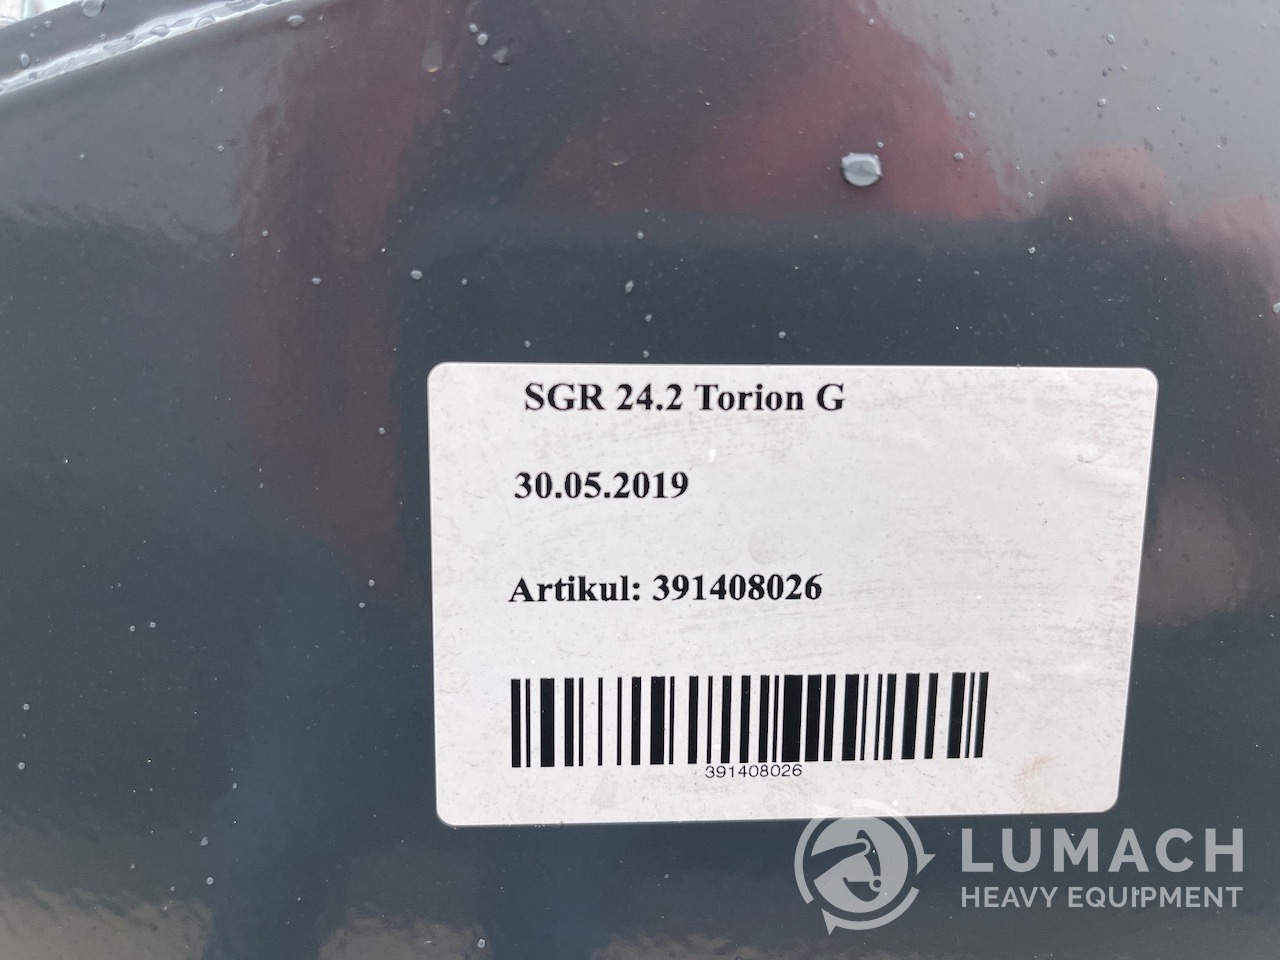 SGR 24.2 Torion G
30.05.2019
Artikul: 391408026
391408026
LUMACH
HEAVY EQUIPMENT